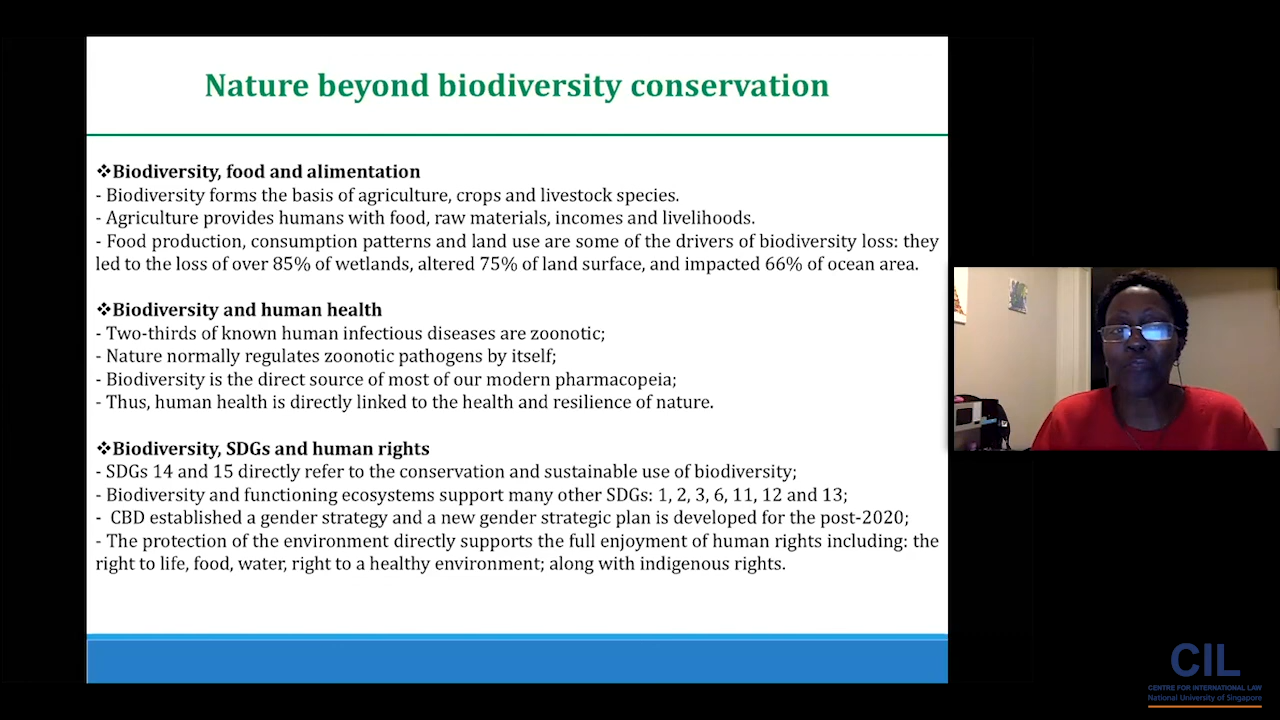 Nature beyond biodiversity conservation
❖Biodiversity, food and alimentation
- Biodiversity forms the basis of agriculture, crops and livestock species.
- Agriculture provides humans with food, raw materials, incomes and livelihoods.
- Food production, consumption patterns and land use are some of the drivers of biodiversity loss: they
led to the loss of over 85% of wetlands, altered 75% of land surface, and impacted 66% of ocean area.
❖Biodiversity and human health
- Two-thirds of known human infectious diseases are zoonotic;
- Nature normally regulates zoonotic pathogens by itself;
- Biodiversity is the direct source of most of our modern pharmacopeia;
- Thus, human health is directly linked to the health and resilience of nature.
❖Biodiversity, SDGs and human rights
- SDGs 14 and 15 directly refer to the conservation and sustainable use of biodiversity;
- Biodiversity and functioning ecosystems support many other SDGs: 1, 2, 3, 6, 11, 12 and 13;
- CBD established a gender strategy and a new gender strategic plan is developed for the post-2020;
- The protection of the environment directly supports the full enjoyment of human rights including: the
right to life, food, water, right to a healthy environment; along with indigenous rights.
CIL
CENTRE FOR INTERNATIONAL LAW
National University of Singapore